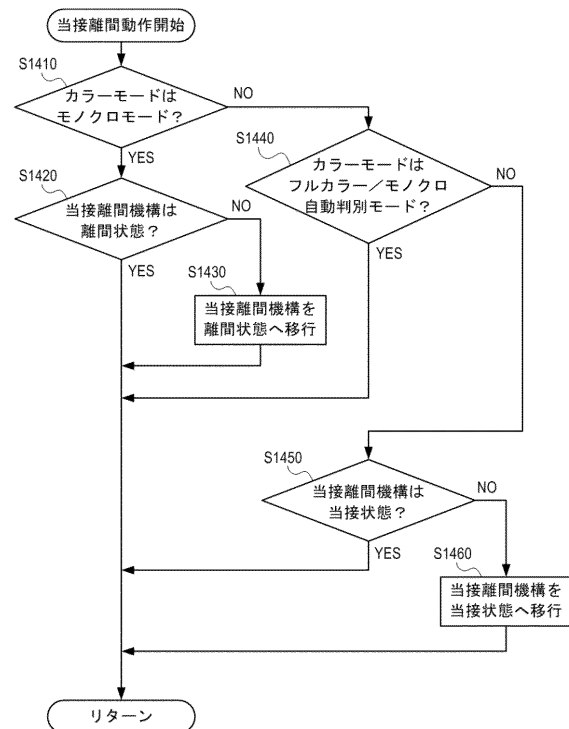 当接離間動作開始
S1410
カラーモードは
モノクロモード？
NO
YES
S1420
当接離間機構は
離間状態？
NO
YES
S1430
当接離間機構を
離間状態へ移行
S1440
カラーモードは
フルカラー／モノクロ
自動判別モード？
NO
YES
S1450
当接離間機構は
当接状態？
NO
YES
S1460
当接離間機構を
当接状態へ移行
リターン